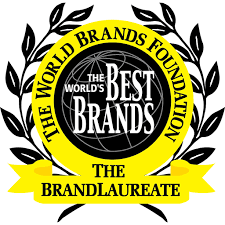 THE WORLD BRANDS FOUNDATION
THE
WORLD'S
BEST
BRANDS
THE
BRANDLAUREATE